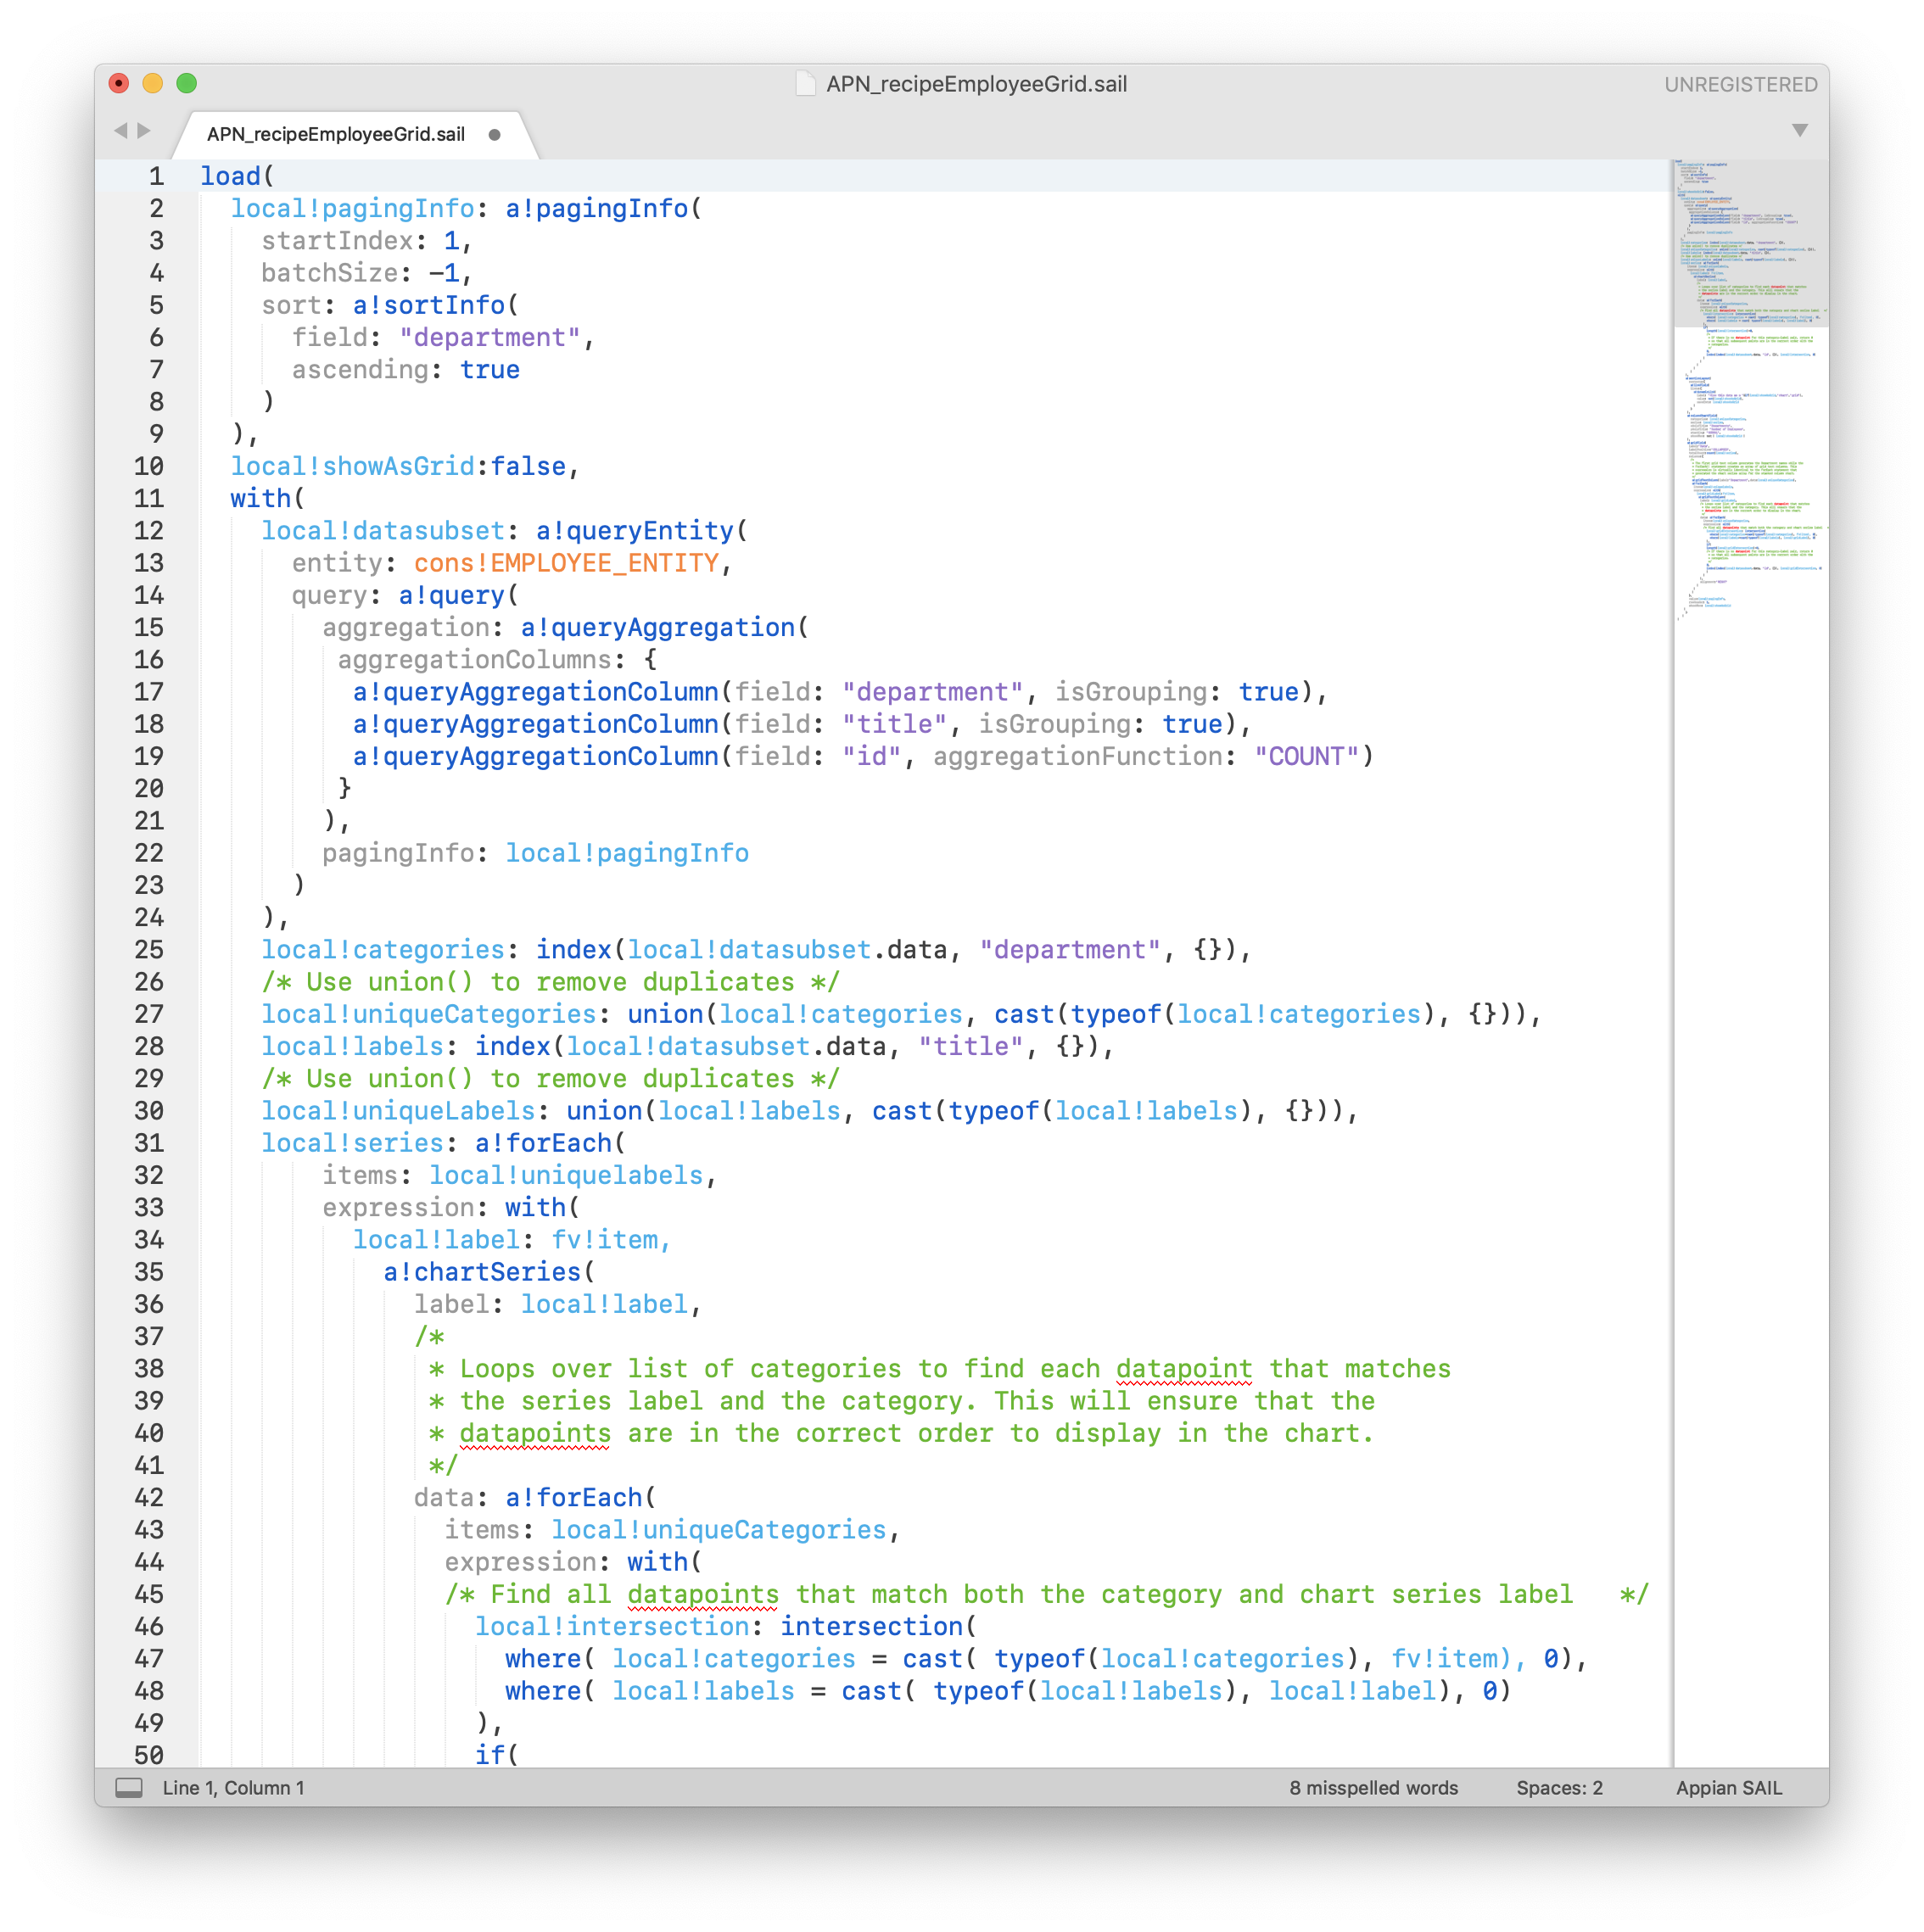 APN_recipeEmployeeGrid.sail
UNREGISTERED
APN_recipeEmployeeGrid.sail
1 load(
2   local!pagingInfo: a!pagingInfo(
3     startIndex: 1,
4     batchSize: -1,
5     sort: a!sortInfo(
6       field: "department",
7       ascending: true
8     )
9   ),
10   local!showAsGrid:false,
11   with(
12     local!datasubset: a!queryEntity(
13       entity: cons!EMPLOYEE_ENTITY,
14       query: a!query(
15         aggregation: a!queryAggregation(
16          aggregationColumns: {
17           a!queryAggregationColumn(field: "department", isGrouping: true),
18           a!queryAggregationColumn(field: "title", isGrouping: true),
19           a!queryAggregationColumn(field: "id", aggregationFunction: "COUNT")
20          }
21         ),
22         pagingInfo: local!pagingInfo
23       )
24     ),
25     local!categories: index(local!datasubset.data, "department", {}),
26     /* Use union() to remove duplicates */
27     local!uniqueCategories: union(local!categories, cast(typeof(local!categories), {})),
28     local!labels: index(local!datasubset.data, "title", {}),
29     /* Use union() to remove duplicates */
30     local!uniqueLabels: union(local!labels, cast(typeof(local!labels), {})),
31     local!series: a!forEach(
32         items: local!uniquelabels,
33         expression: with(
34           local!label: fv!item,
35             a!chartSeries(
36               label: local!label,
37               /*
38                * Loops over list of categories to find each datapoint that matches
39                * the series label and the category. This will ensure that the
40                * datapoints are in the correct order to display in the chart.
41                */
42               data: a!forEach(
43                 items: local!uniqueCategories,
44                 expression: with(
45                 /* Find all datapoints that match both the category and chart series label   */
46                   local!intersection: intersection(
47                     where( local!categories = cast( typeof(local!categories), fv!item), 0),
48                     where( local!labels = cast( typeof(local!labels), local!label), 0)
49                   ),
50                   if(
Line 1, Column 1
8 misspelled words
Spaces: 2
Appian SAIL